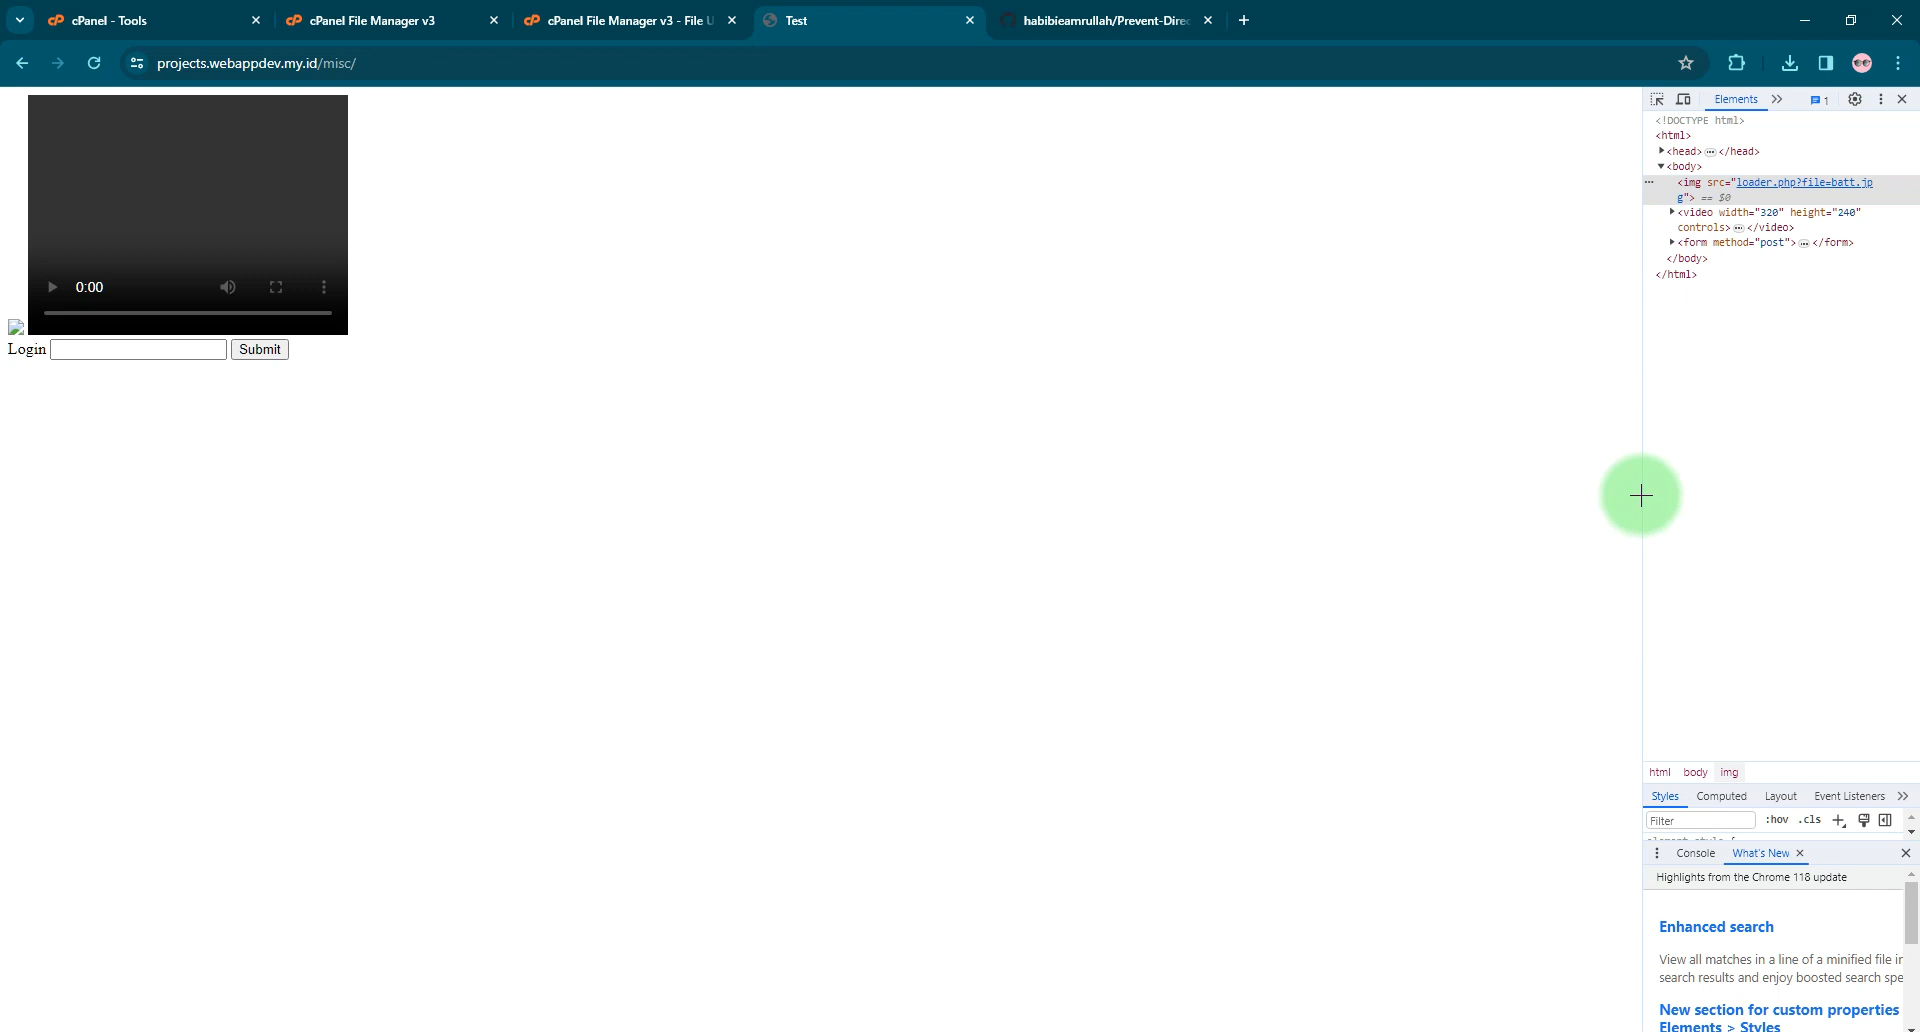 cPanel - Tools
cPanel File Manager v3
cPanel File Manager v3 - File U
Test
habibieamrullah/Prevent-Direc
projects.webappdev.my.id/misc/
0:00
Login
Submit
Elements
1
<!DOCTYPE html>
<html>
<head> … </head>
<body>
<img src="loader.php?file=batt.jp
g"> == $0
<video width="320" height="240"
controls> … </video>
<form method="post"> … </form>
</body>
</html>
html body img
Styles Computed Layout Event Listeners
Filter :hov .cls
element.style {
Console What's New
Highlights from the Chrome 118 update
Enhanced search
View all matches in a line of a minified file in
search results and enjoy boosted search spe
New section for custom properties
Elements > Styles